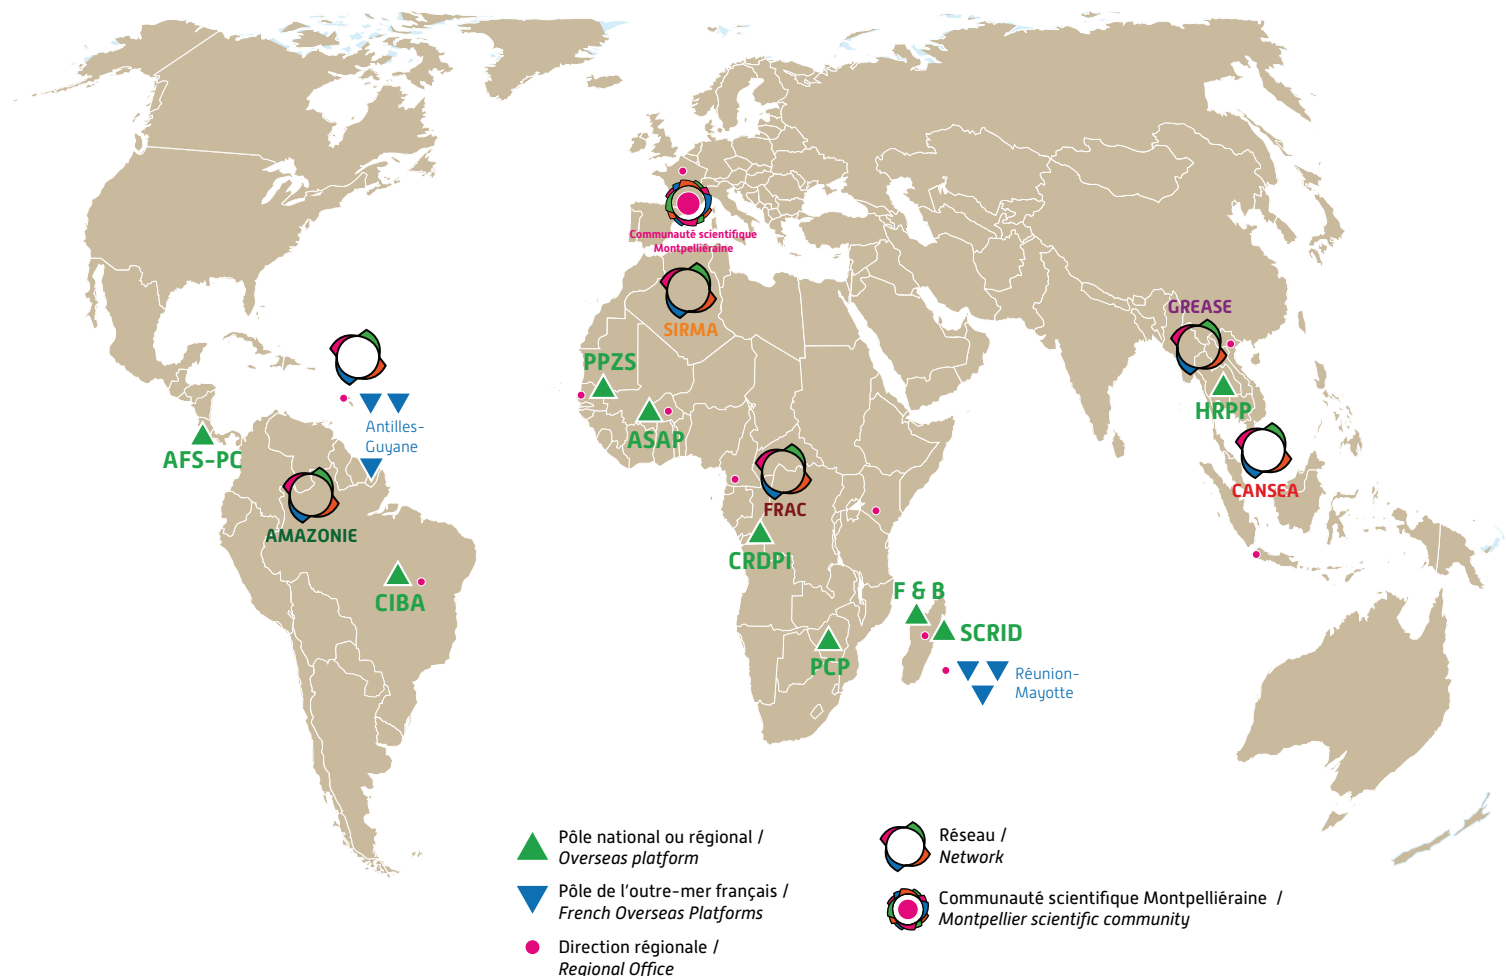 Communauté scientifique
Montpelliéraine
SIRMA
GREASE
PPZS
HRPP
ASAP
Antilles-
Guyane
AFS-PC
CANSEA
FRAC
AMAZONIE
CRDPI
CIBA
F & B
SCRID
PCP
Réunion-
Mayotte
Pôle national ou régional /
Overseas platform
Pôle de l'outre-mer français /
French Overseas Platforms
Direction régionale /
Regional Office
Réseau /
Network
Communauté scientifique Montpelliéraine /
Montpellier scientific community